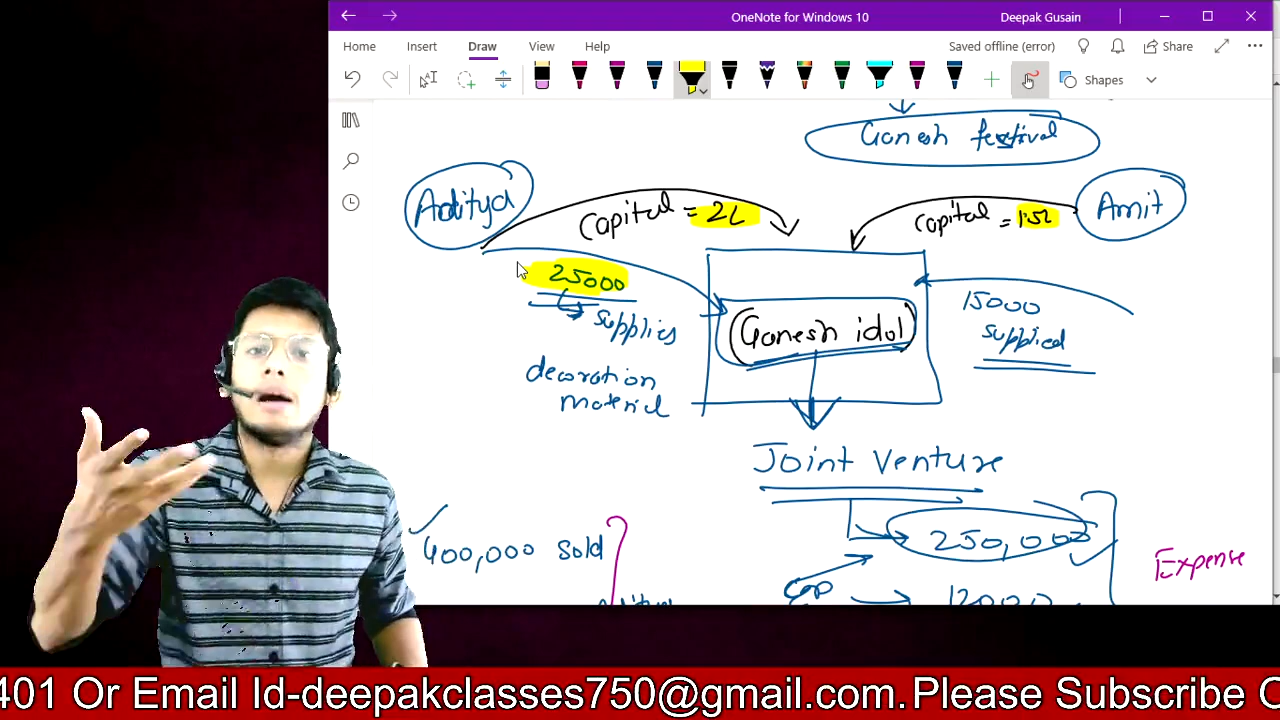 OneNote for Windows 10
Deepak Gusain
Home Insert Draw View Help
Saved offline (error)
Share
Shapes
Ganesh festival
Aditya
Capital = 2L
capital = 1.5L
Amit
25000
supplies
decoration
material
(Ganesh idol)
15000
supplied
Joint Venture
400,000 sold
250,000
Expense
Cap
12000
401 Or Email Id-deepakclasses750@gmail.com. Please Subscribe